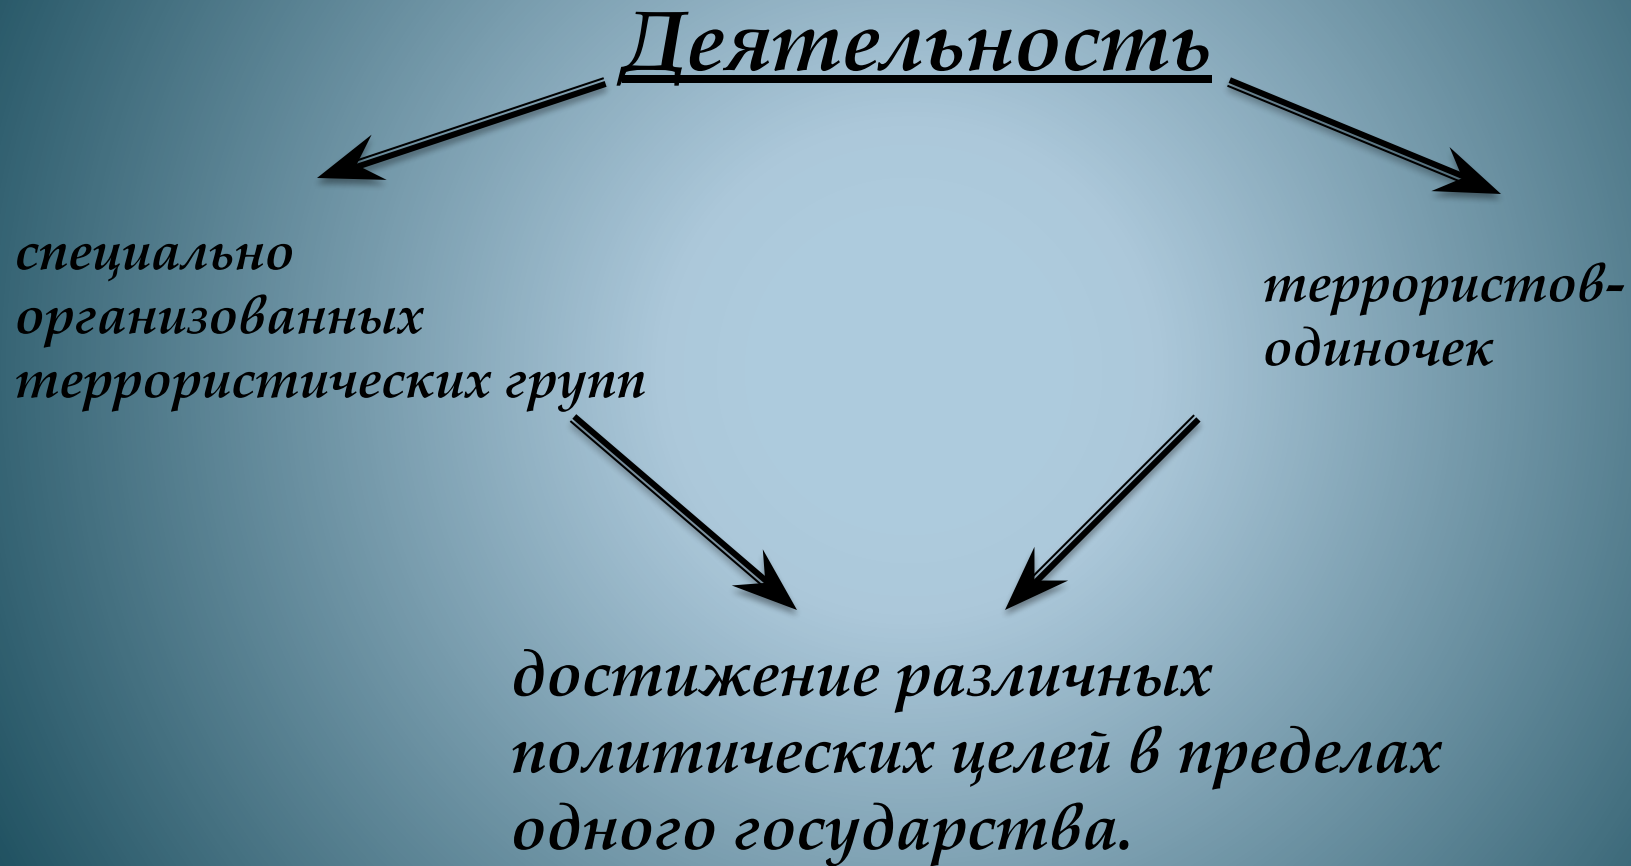 Деятельность
специально
организованных
террористических групп
террористов-
одиночек
достижение различных
политических целей в пределах
одного государства.